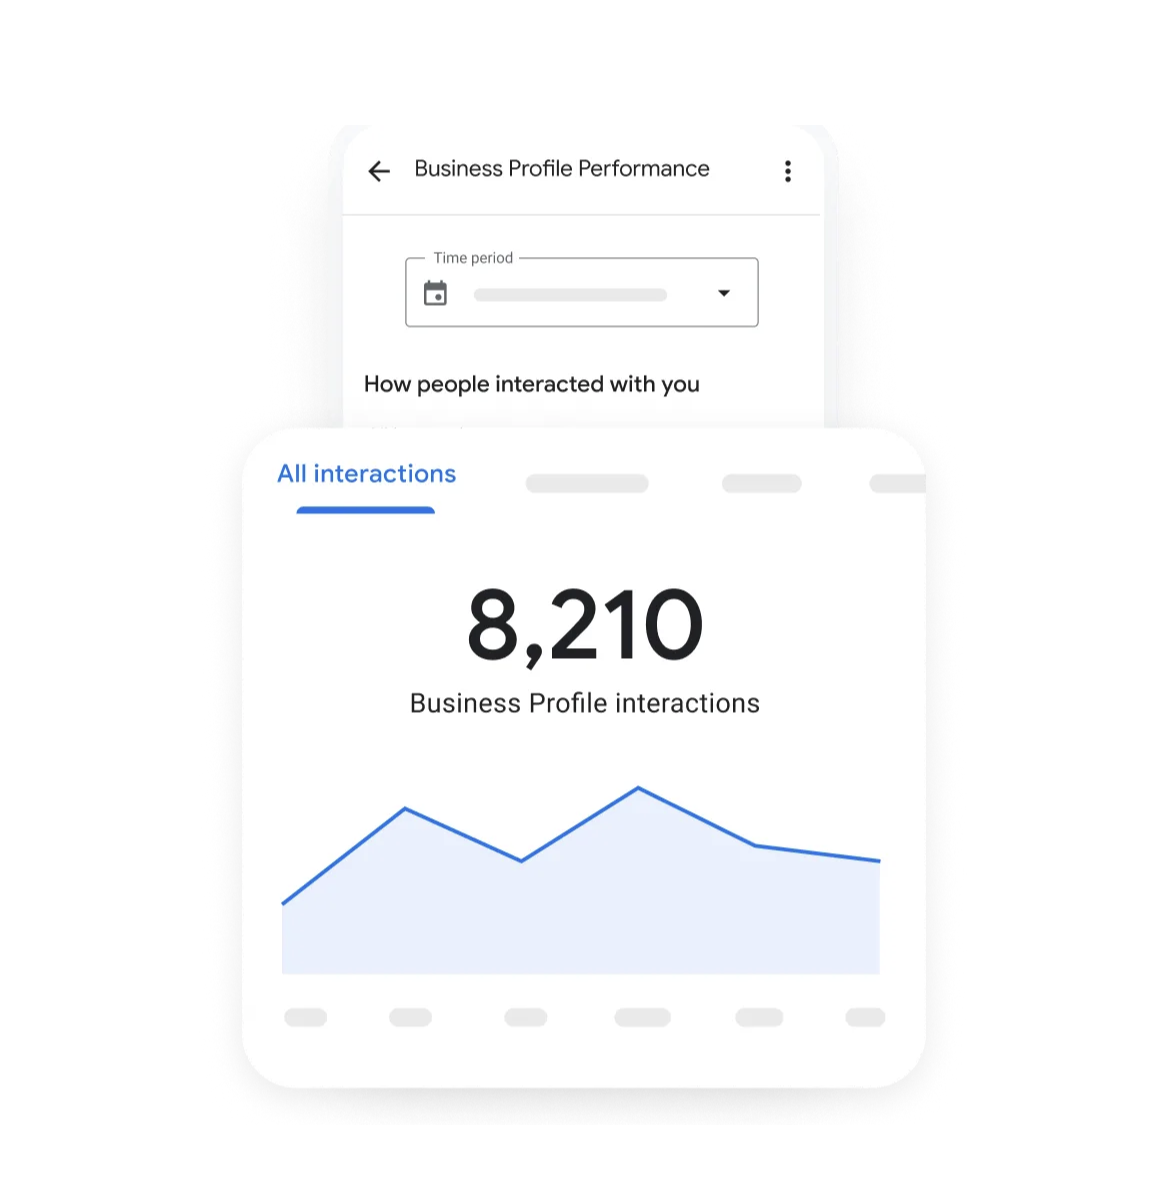 Business Profile Performance
Time period
How people interacted with you
All interactions
8,210
Business Profile interactions